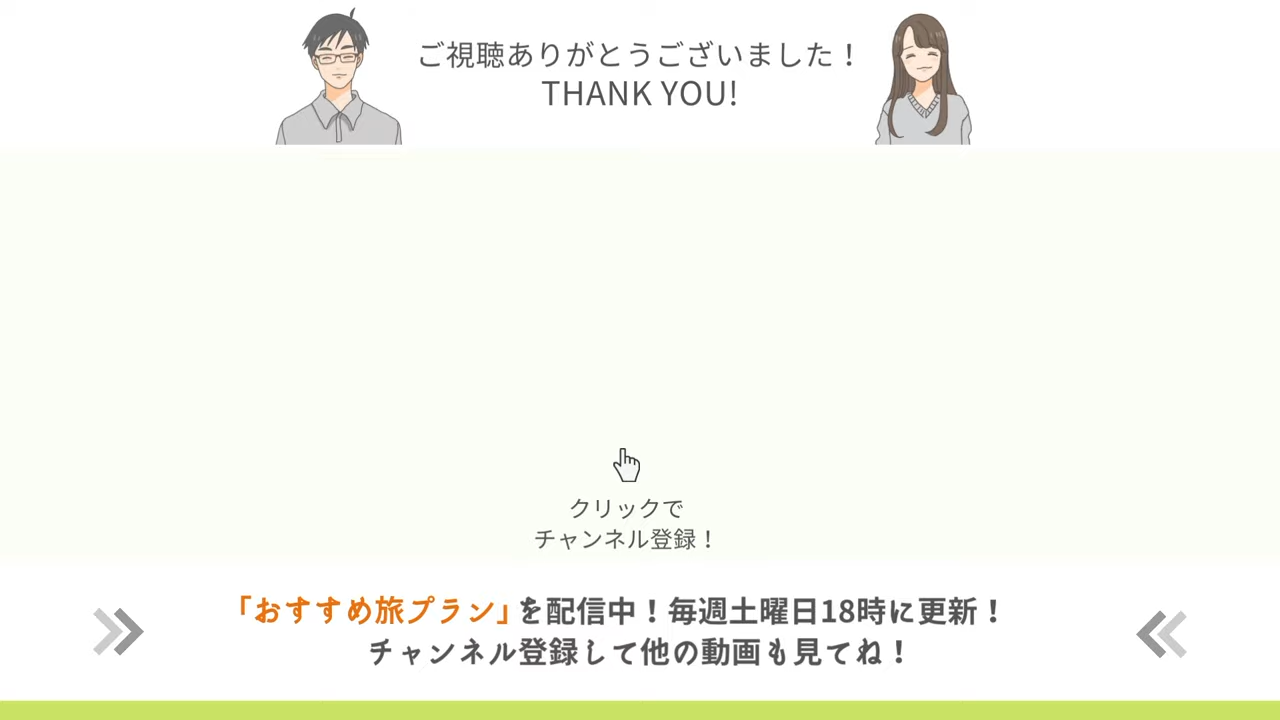 ご視聴ありがとうございました！
THANK YOU!
クリックで
チャンネル登録！
「おすすめ旅プラン」を配信中！毎週土曜日18時に更新！
チャンネル登録して他の動画も見てね！